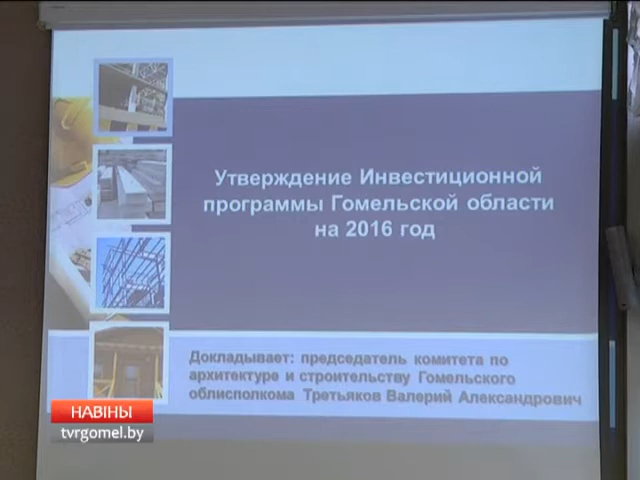 Утверждение Инвестиционной
программы Гомельской области
на 2016 год
Докладывает: председатель комитета по
архитектуре и строительству Гомельского
облисполкома Третьяков Валерий Александрович
НАВІНЫ
tvrgomel.by